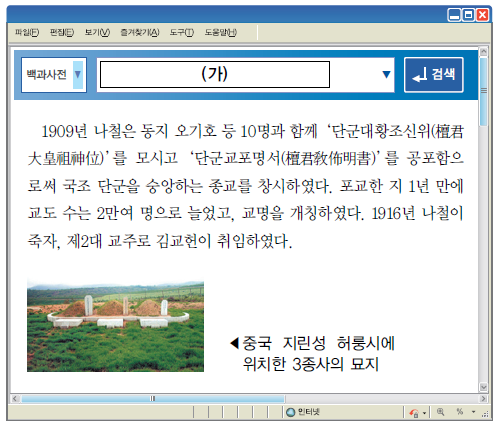 파일(F) 편집(E) 보기(V) 즐겨찾기(A) 도구(T) 도움말(H)
백과사전 ▼ (가) ▼ 검색
1909년 나철은 동지 오기호 등 10명과 함께 ‘단군대황조신위(檀君
大皇祖神位)’를 모시고 ‘단군교포명서(檀君敎佈明書)’를 공포함으
로써 국조 단군을 숭앙하는 종교를 창시하였다. 포교한 지 1년 만에
교도 수는 2만여 명으로 늘었고, 교명을 개칭하였다. 1916년 나철이
죽자, 제2대 교주로 김교헌이 취임하였다.
◀중국 지린성 허룽시에
위치한 3종사의 묘지
인터넷 %